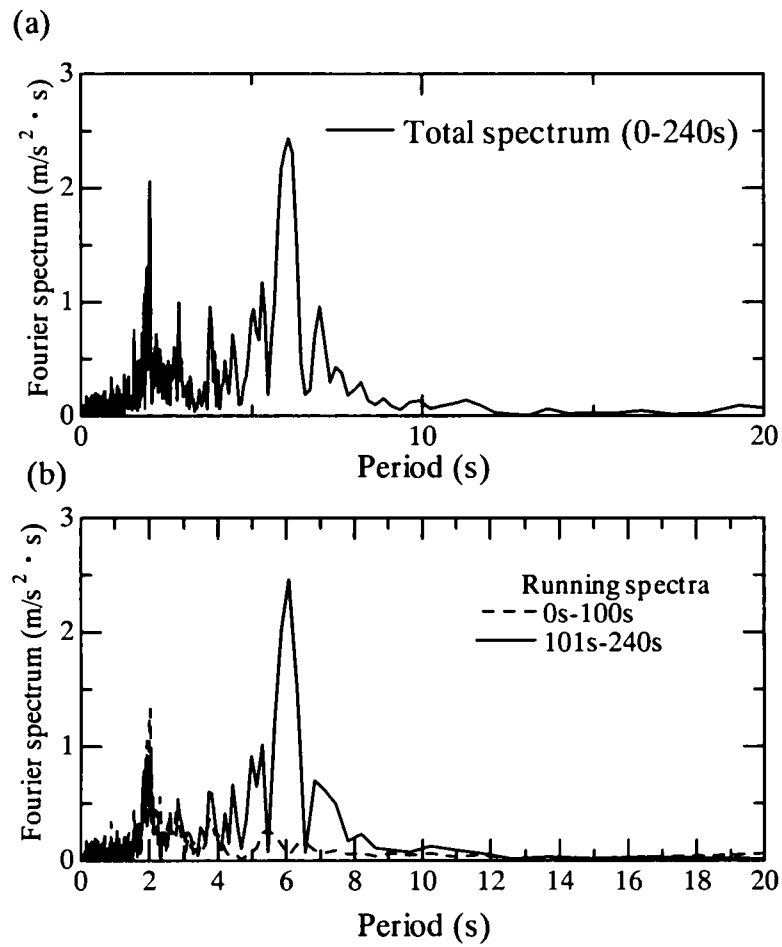 (a)
3
2
1
0
Fourier spectrum (m/s² · s)
Total spectrum (0-240s)
0 10 20
Period (s)
(b)
3
2
1
0
Fourier spectrum (m/s² · s)
Running spectra
0s-100s
101s-240s
0 2 4 6 8 10 12 14 16 18 20
Period (s)